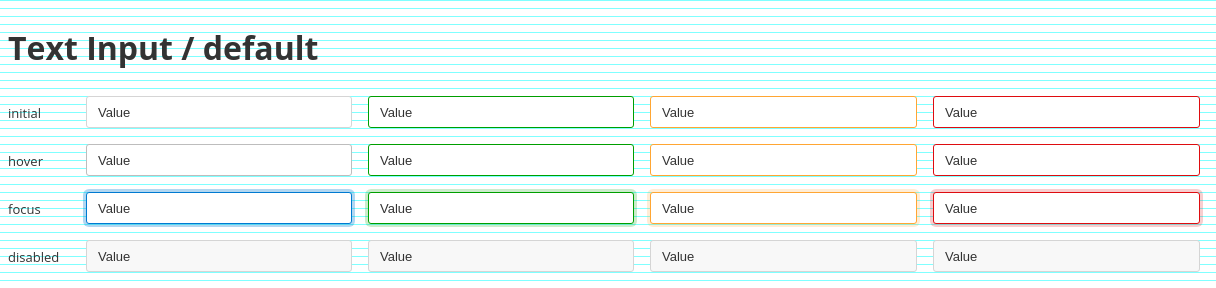 Text Input / default
initial Value Value Value Value
hover Value Value Value Value
focus Value Value Value Value
disabled Value Value Value Value